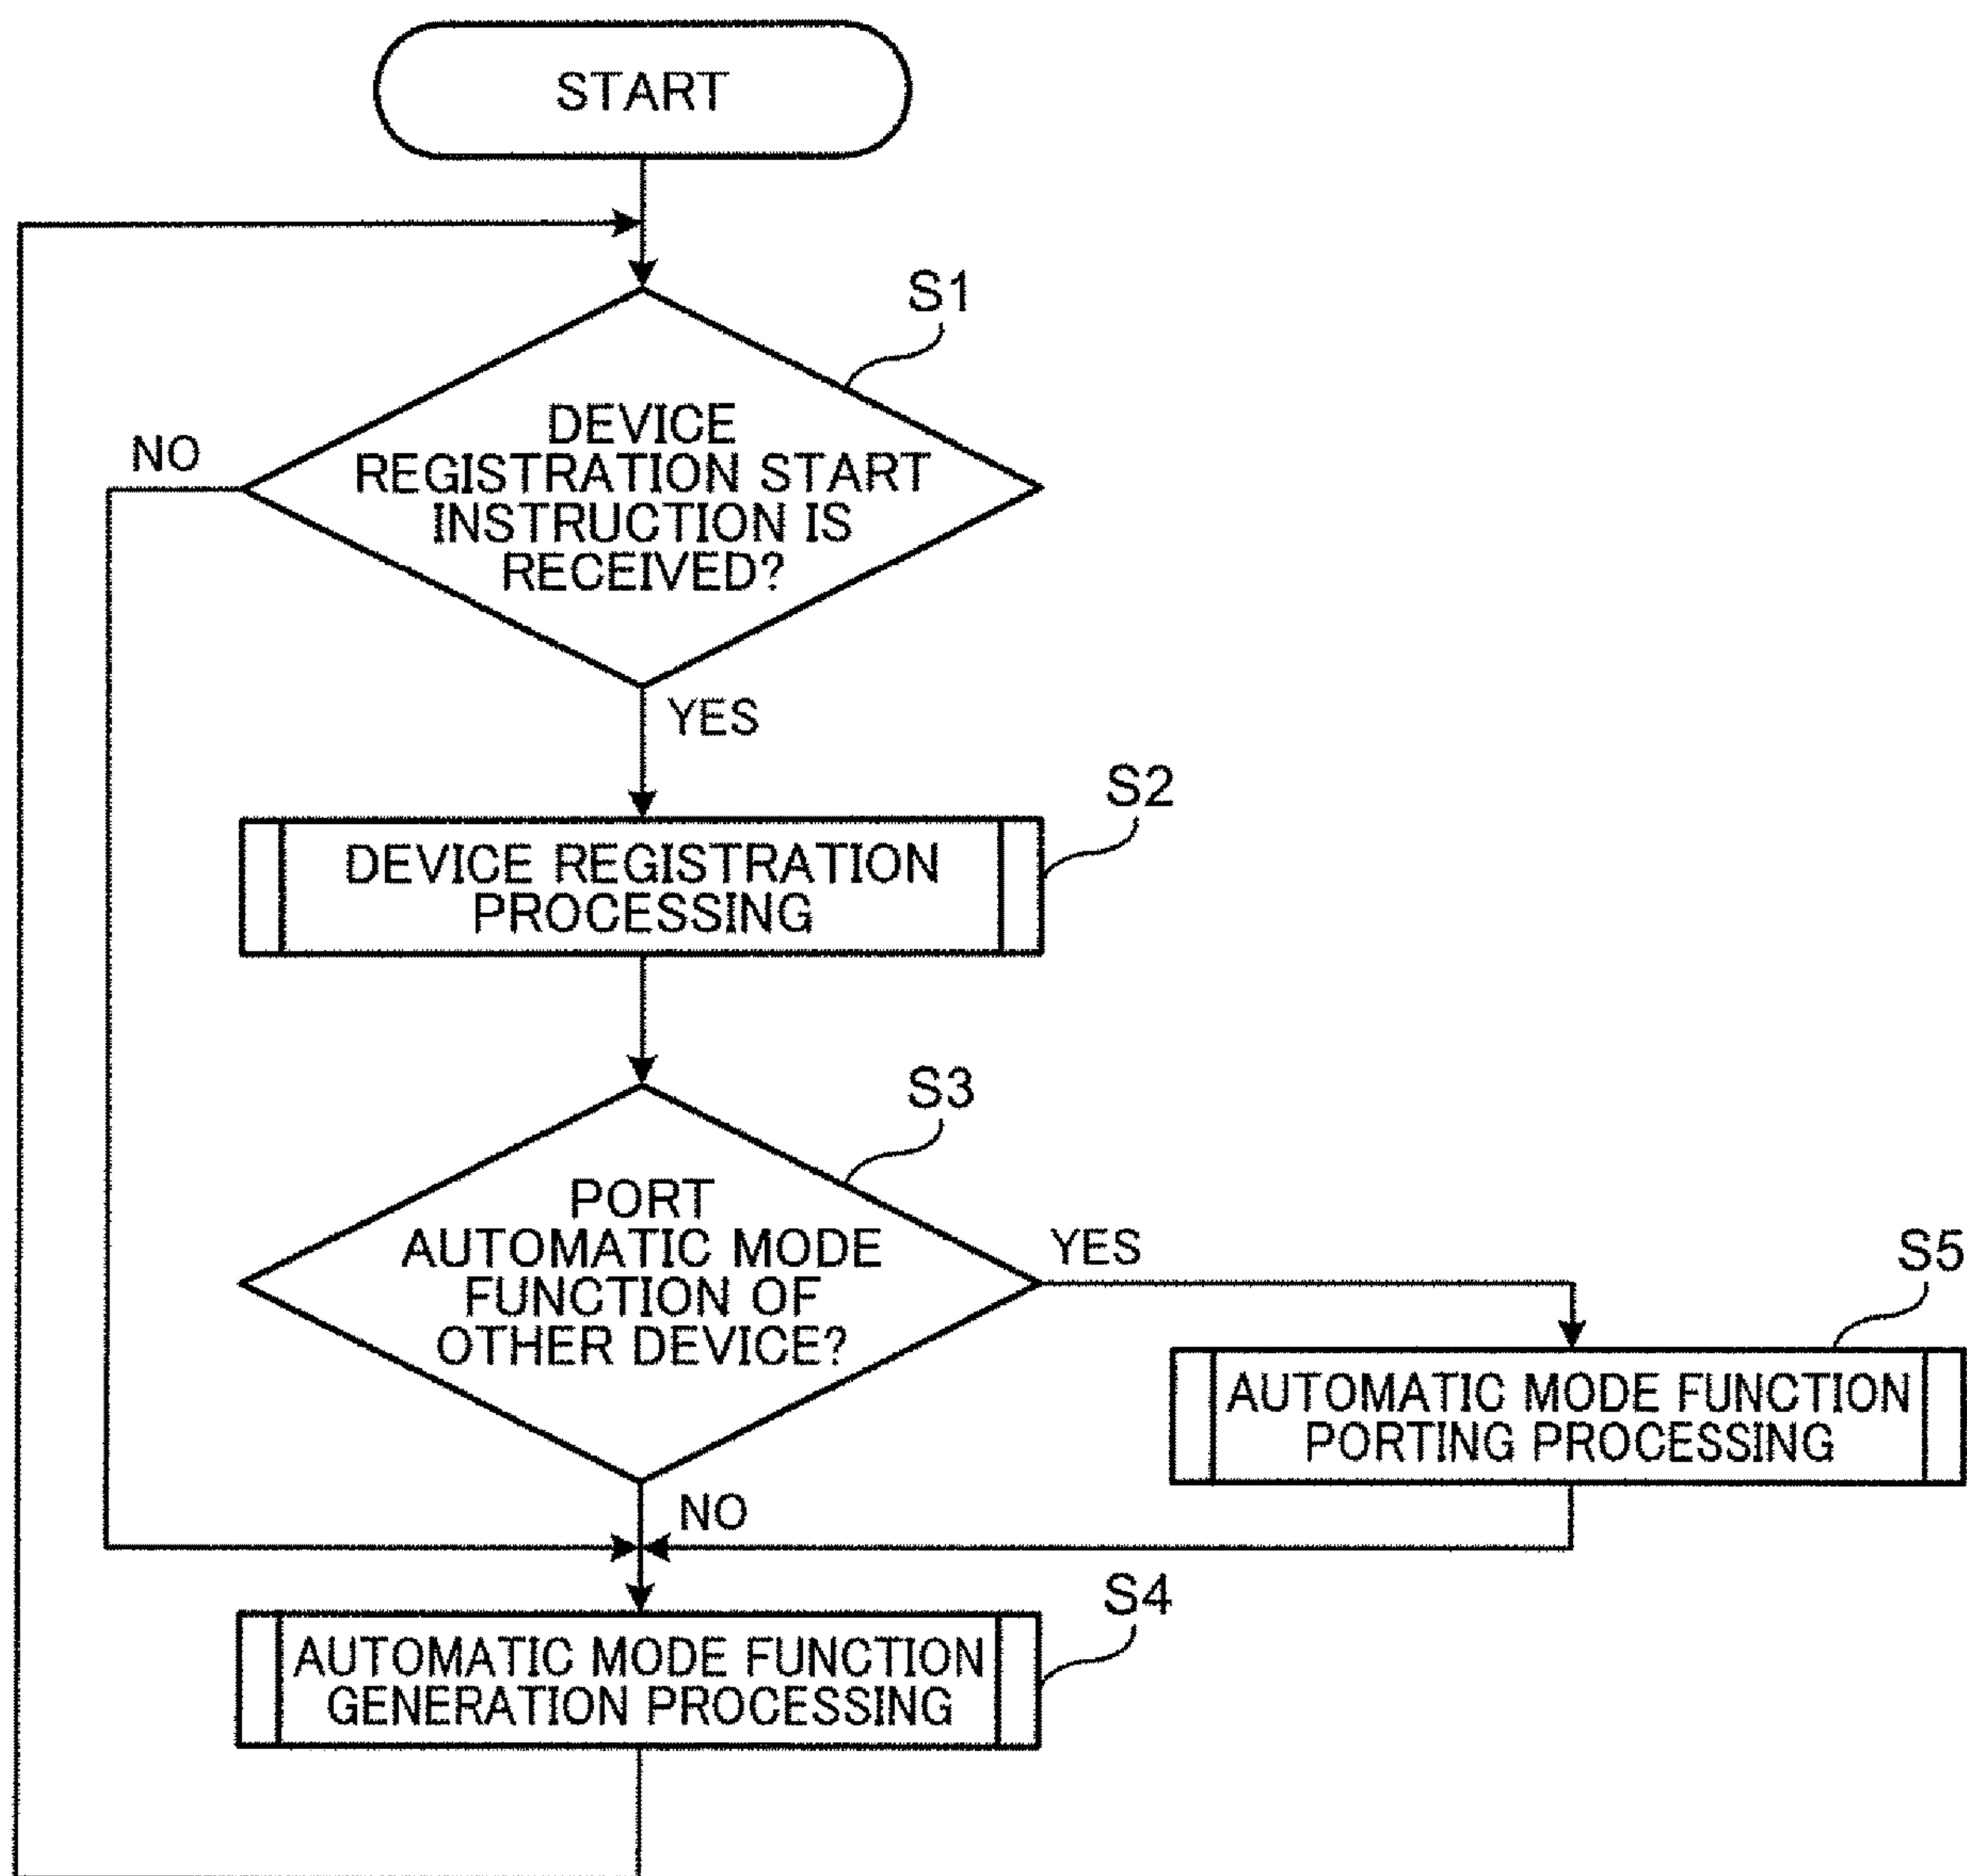 START
S1
DEVICE
REGISTRATION START
INSTRUCTION IS
RECEIVED?
NO
YES
S2
DEVICE REGISTRATION
PROCESSING
S3
PORT
AUTOMATIC MODE
FUNCTION OF
OTHER DEVICE?
YES
S5
AUTOMATIC MODE FUNCTION
PORTING PROCESSING
NO
S4
AUTOMATIC MODE FUNCTION
GENERATION PROCESSING